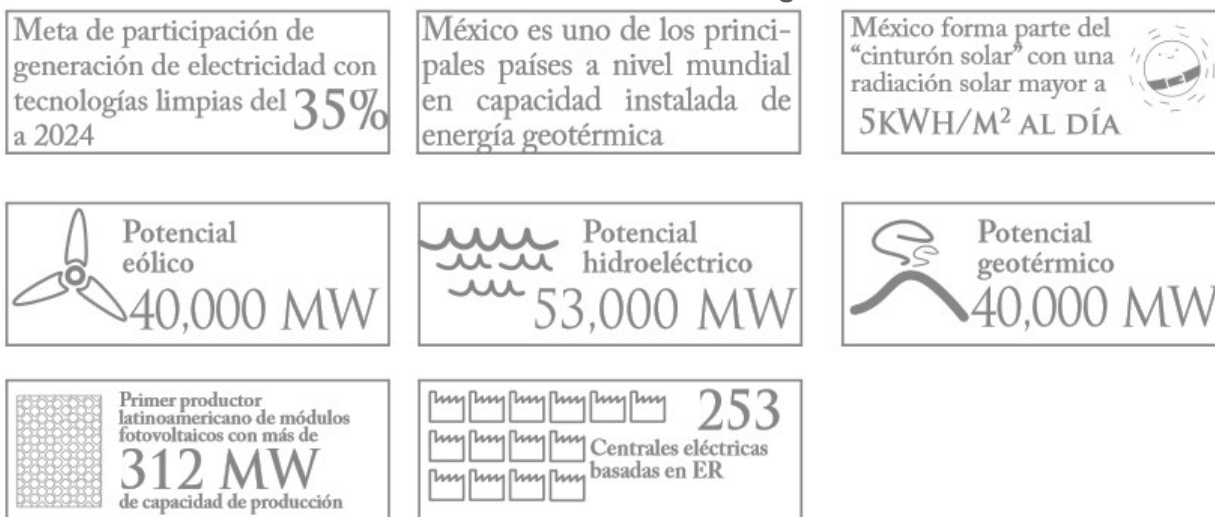 Meta de participación de
generación de electricidad con
tecnologías limpias del 35%
a 2024
México es uno de los princi-
pales países a nivel mundial
en capacidad instalada de
energía geotérmica
México forma parte del
“cinturón solar” con una
radiación solar mayor a
5KWH/M² AL DÍA
Potencial
eólico
40,000 MW
Potencial
hidroeléctrico
53,000 MW
Potencial
geotérmico
40,000 MW
Primer productor
latinoamericano de módulos
fotovoltaicos con más de
312 MW
de capacidad de producción
253
Centrales eléctricas
basadas en ER